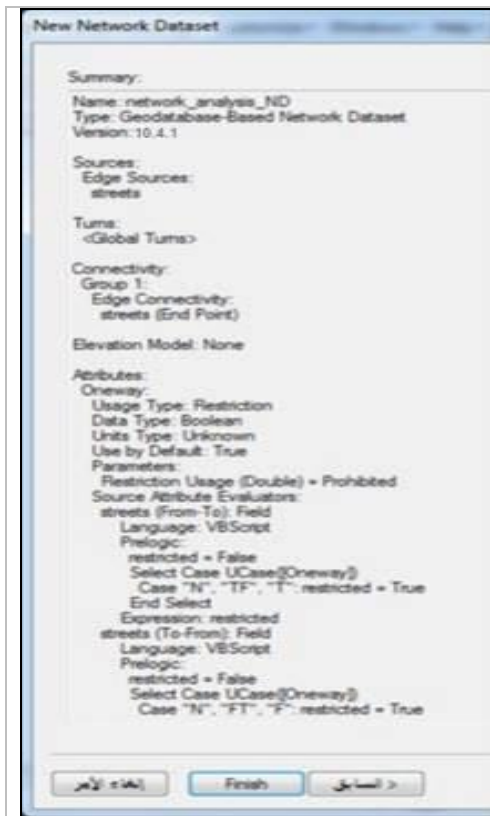 New Network Dataset
Summary:
Name: network_analysis_ND
Type: Geodatabase-Based Network Dataset
Version: 10.4.1
Sources:
Edge Sources:
streets
Turns:
<Global Turns>
Connectivity:
Group 1:
Edge Connectivity:
streets (End Point)
Elevation Model: None
Attributes:
Oneway:
Usage Type: Restriction
Data Type: Boolean
Units Type: Unknown
Use by Default: True
Parameters:
Restriction Usage (Double) = Prohibited
Source Attribute Evaluators:
streets (From-To): Field
Language: VBScript
Prelogic:
restricted = False
Select Case UCase([Oneway])
Case "N", "TF", "T": restricted = True
End Select
Expression: restricted
streets (To-From): Field
Language: VBScript
Prelogic:
restricted = False
Select Case UCase([Oneway])
Case "N", "FT", "F": restricted = True
إلغاء الأمر Finish < السابق